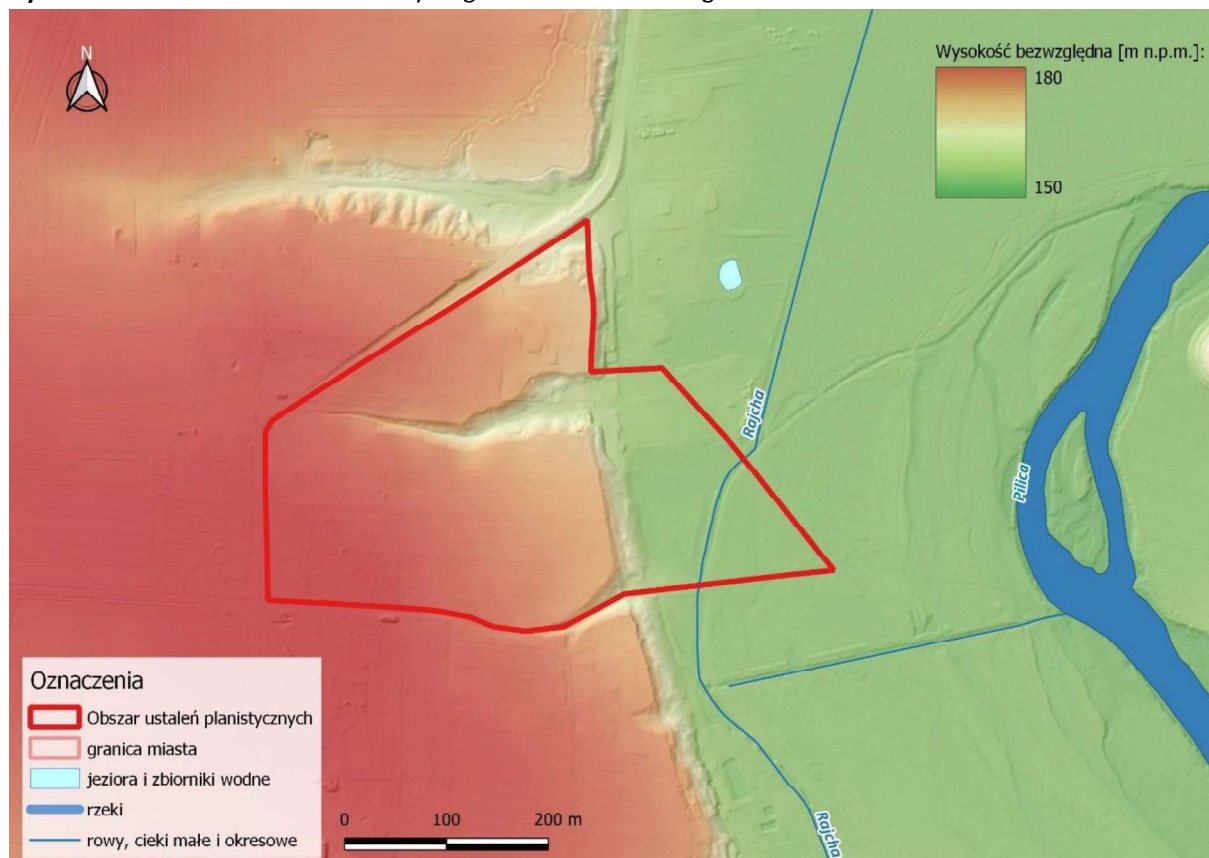 N
Wysokość bezwzględna [m n.p.m.]:
180
150
Rajcha
Pilica
Oznaczenia
Obszar ustaleń planistycznych
granica miasta
jeziora i zbiorniki wodne
rzeki
rowy, cieki małe i okresowe
0 100 200 m
Rajcha